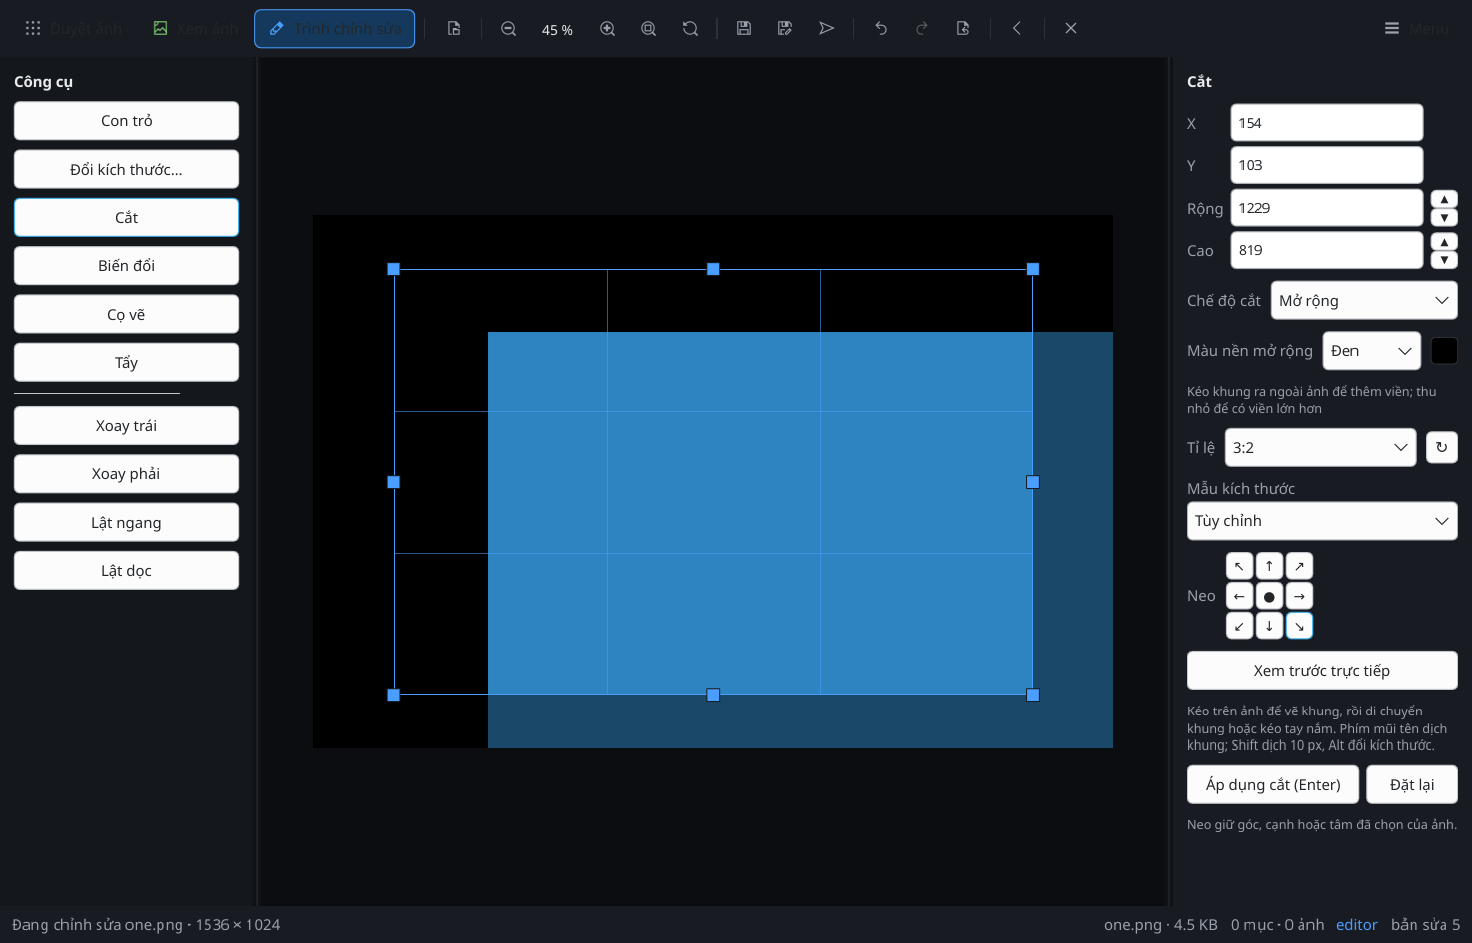 Duyệt ảnh Xem ảnh Trình chỉnh sửa 45 % Menu
Công cụ
Con trỏ
Đổi kích thước...
Cắt
Biến đổi
Cọ vẽ
Tẩy
Xoay trái
Xoay phải
Lật ngang
Lật dọc
Cắt
X 154
Y 103
Rộng 1229
Cao 819
Chế độ cắt Mở rộng
Màu nền mở rộng Đen
Kéo khung ra ngoài ảnh để thêm viền; thu
nhỏ để có viền lớn hơn
Tỉ lệ 3:2
Mẫu kích thước
Tùy chỉnh
Neo
Xem trước trực tiếp
Kéo trên ảnh để vẽ khung, rồi di chuyển
khung hoặc kéo tay nắm. Phím mũi tên dịch
khung; Shift dịch 10 px, Alt đổi kích thước.
Áp dụng cắt (Enter) Đặt lại
Neo giữ góc, cạnh hoặc tâm đã chọn của ảnh.
Đang chỉnh sửa one.png · 1536 × 1024
one.png · 4.5 KB 0 mục · 0 ảnh editor bản sửa 5